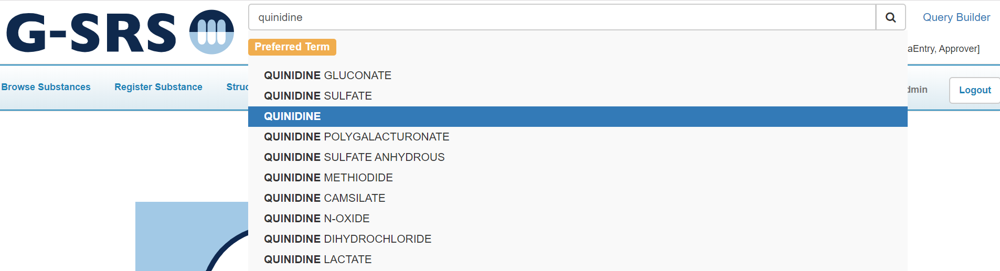 G-SRS
quinidine
Query Builder
Preferred Term
aEntry, Approver]
QUINIDINE GLUCONATE
Browse Substances
Register Substance
Struc
QUINIDINE SULFATE
dmin
Logout
QUINIDINE
QUINIDINE POLYGALACTURONATE
QUINIDINE SULFATE ANHYDROUS
QUINIDINE METHIODIDE
QUINIDINE CAMSILATE
QUINIDINE N-OXIDE
QUINIDINE DIHYDROCHLORIDE
QUINIDINE LACTATE